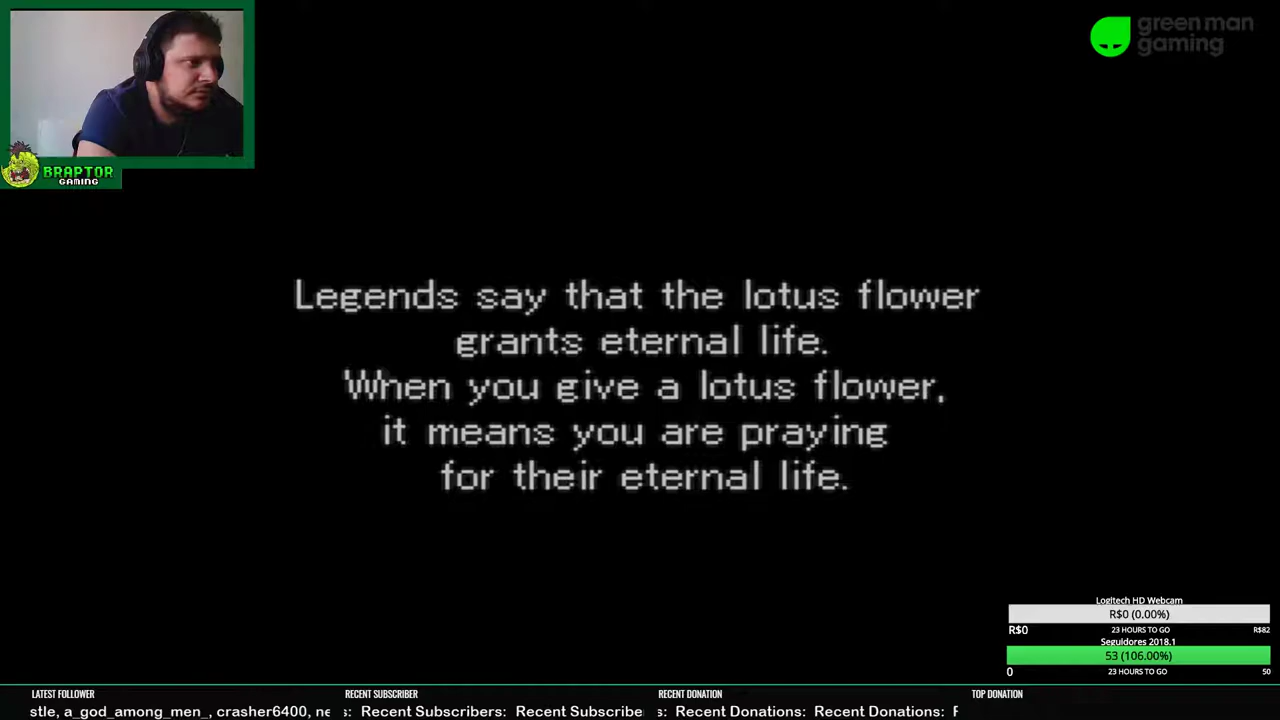 green man
gaming
BRAPTOR
GAMING
Legends say that the lotus flower
grants eternal life.
When you give a lotus flower,
it means you are praying
for their eternal life.
Logitech HD Webcam
R$0 (0.00%)
R$0 23 HOURS TO GO R$82
Seguidores 2018.1
53 (106.00%)
0 23 HOURS TO GO 50
LATEST FOLLOWER RECENT SUBSCRIBER RECENT DONATION TOP DONATION
stle, a_god_among_men_, crasher6400, ne s: Recent Subscribers: Recent Subscribe s: Recent Donations: Recent Donations: F